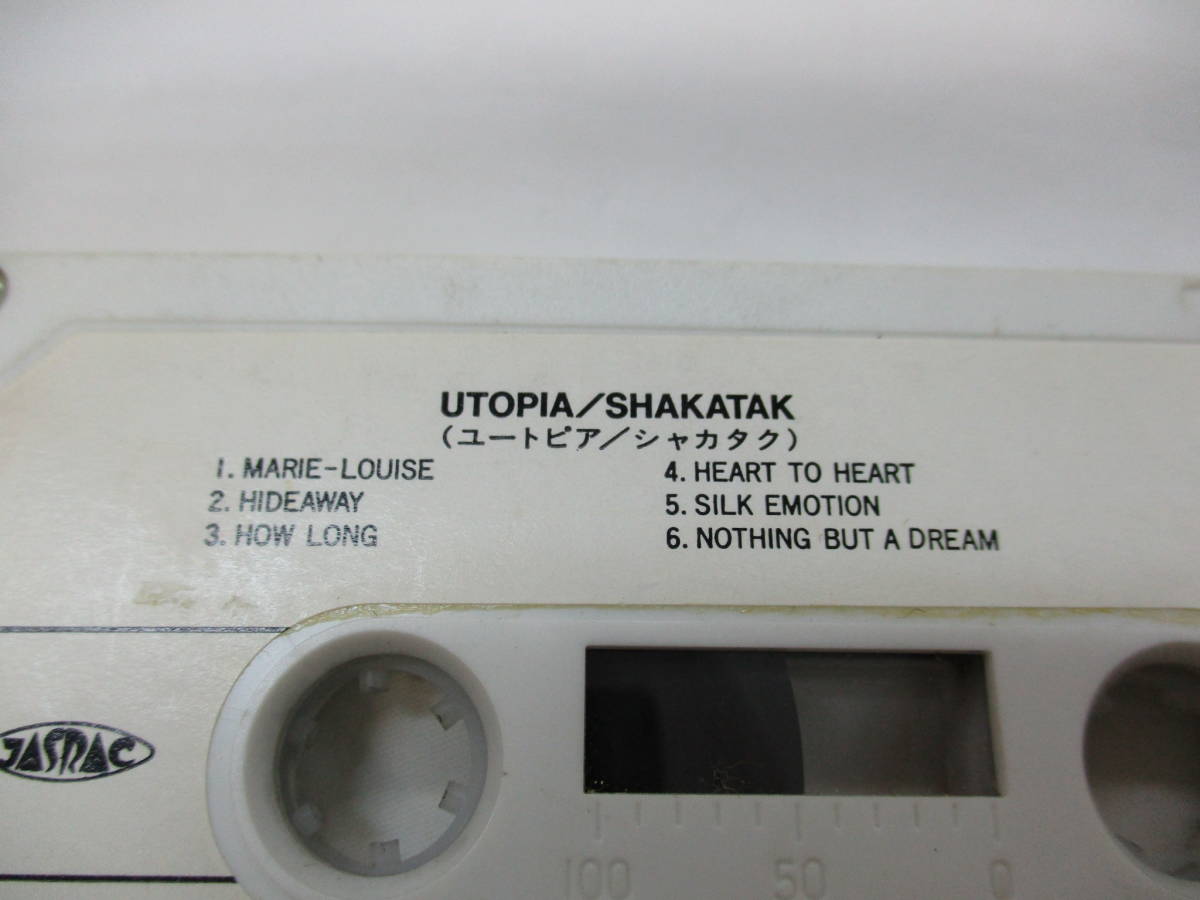 UTOPIA/SHAKATAK
(ユートピア/シャカタク)
1. MARIE-LOUISE
2. HIDEAWAY
3. HOW LONG
4. HEART TO HEART
5. SILK EMOTION
6. NOTHING BUT A DREAM
JASRAC
100 50 0